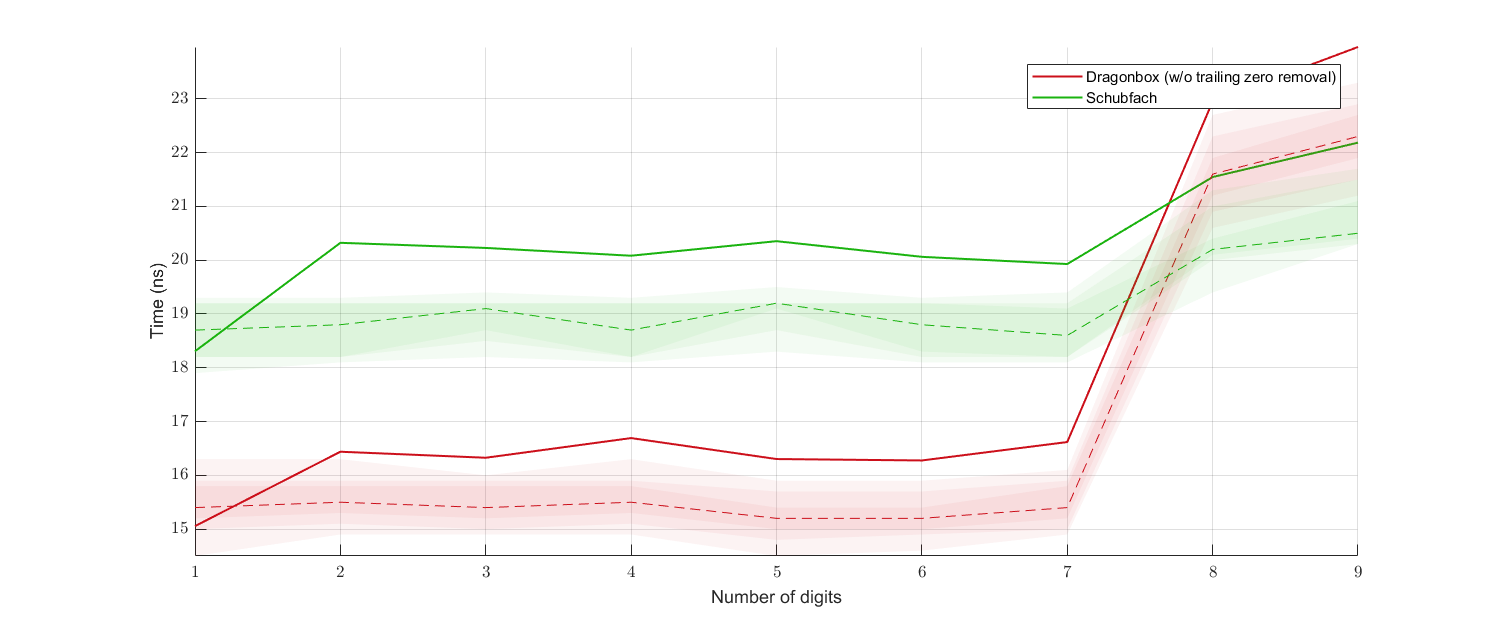 Dragonbox (w/o trailing zero removal)
Schubfach
23
22
21
20
19
18
17
16
15
Time (ns)
1 2 3 4 5 6 7 8 9
Number of digits